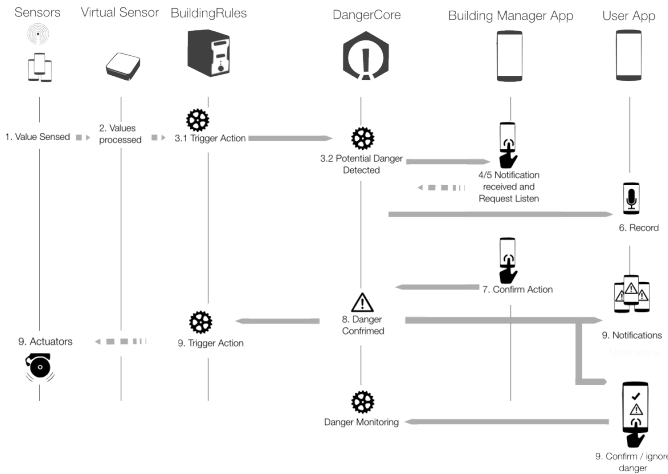 Sensors
Virtual Sensor
BuildingRules
DangerCore
Building Manager App
User App
1. Value Sensed
2. Values
processed
3.1 Trigger Action
3.2 Potential Danger
Detected
4/5 Notification
received and
Request Listen
6. Record
7. Confirm Action
8. Danger
Confrimed
9. Trigger Action
9. Actuators
9. Notifications
Danger Monitoring
9. Confirm / ignore
danger